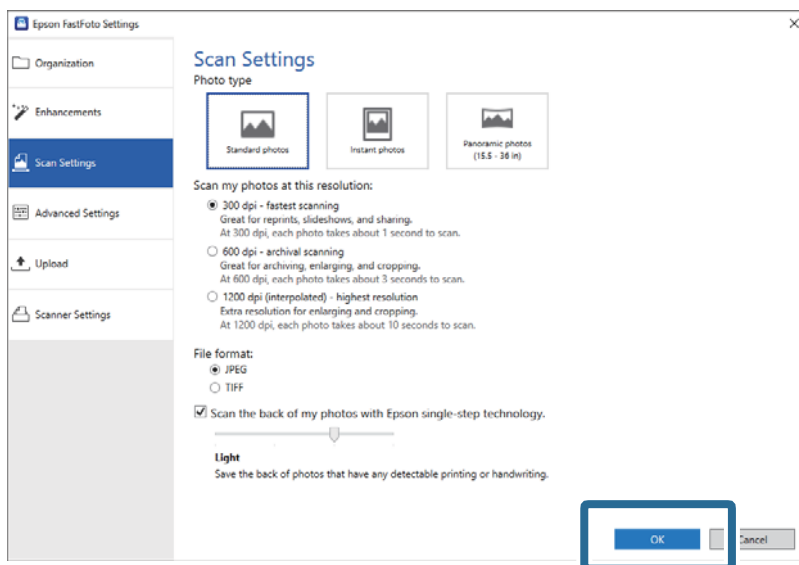 Epson FastFoto Settings
Organization
Enhancements
Scan Settings
Advanced Settings
Upload
Scanner Settings
Scan Settings
Photo type
Standard photos
Instant photos
Panoramic photos
(15.5 - 36 in)
Scan my photos at this resolution:
300 dpi - fastest scanning
Great for reprints, slideshows, and sharing.
At 300 dpi, each photo takes about 1 second to scan.
600 dpi - archival scanning
Great for archiving, enlarging, and cropping.
At 600 dpi, each photo takes about 3 seconds to scan.
1200 dpi (interpolated) - highest resolution
Extra resolution for enlarging and cropping.
At 1200 dpi, each photo takes about 10 seconds to scan.
File format:
JPEG
TIFF
Scan the back of my photos with Epson single-step technology.
Light
Save the back of photos that have any detectable printing or handwriting.
OK
Cancel